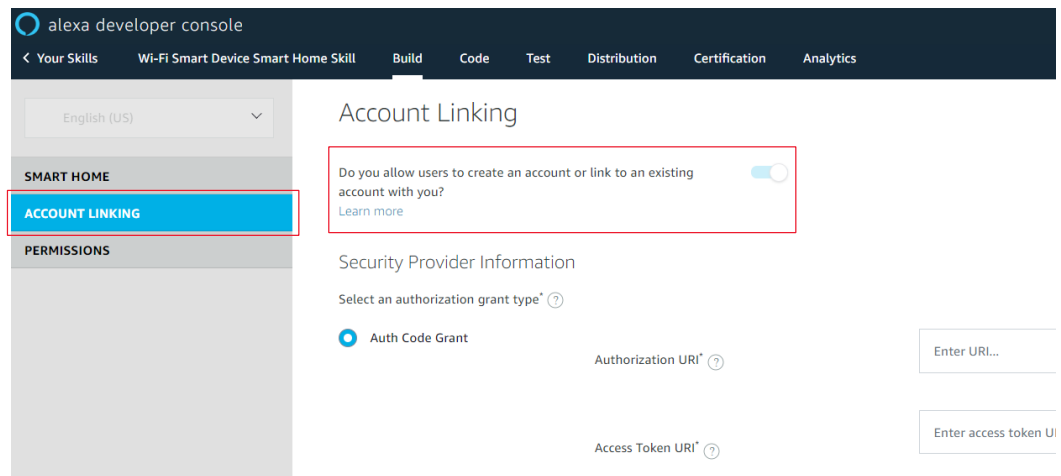 alexa developer console
Your Skills
Wi-Fi Smart Device Smart Home Skill
Build
Code
Test
Distribution
Certification
Analytics
English (US)
SMART HOME
ACCOUNT LINKING
PERMISSIONS
Account Linking
Do you allow users to create an account or link to an existing
account with you?
Learn more
Security Provider Information
Select an authorization grant type* ?
Auth Code Grant
Authorization URI* ?
Enter URI...
Access Token URI* ?
Enter access token